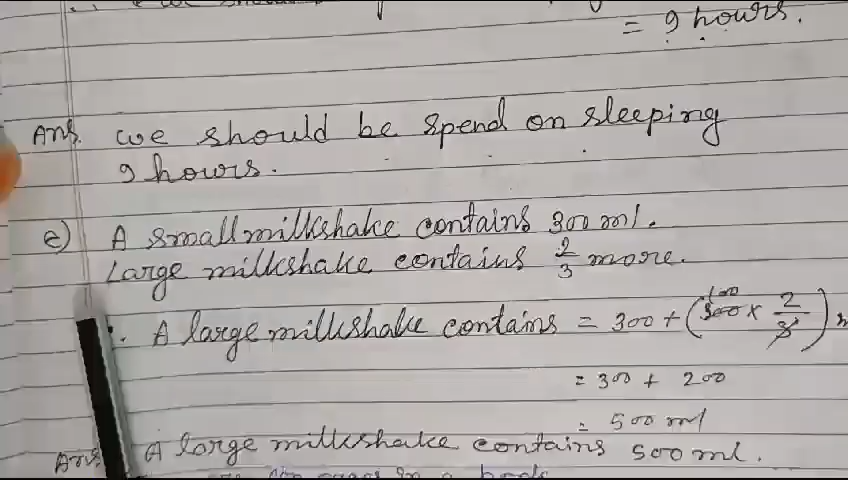 = 9 hours.
Ans. we should be spend on sleeping
9 hours.
c) A small milkshake contains 300 ml.
Large milkshake contains 2/3 more.
∴ A large milkshake contains = 300 + (300 100 × 2/3)
= 300 + 200
= 500 ml
Ans A large milkshake contains 500 ml.
in a book